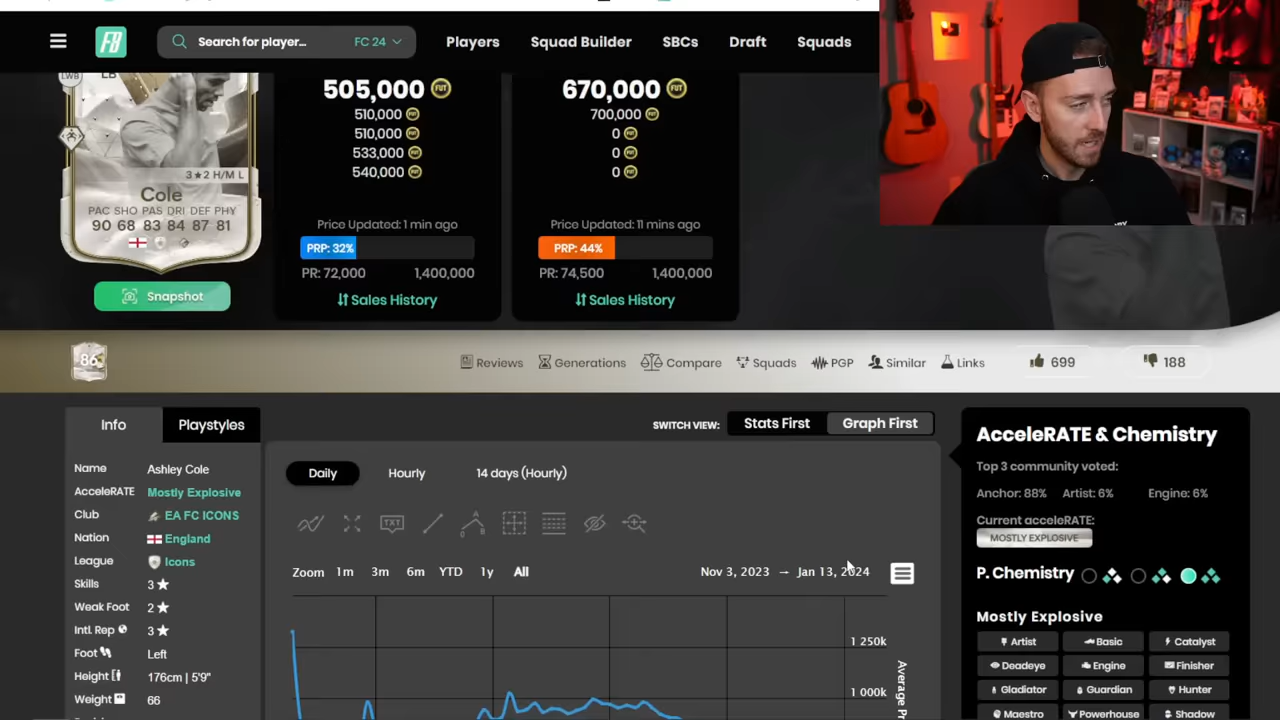 FB Search for player... FC 24 Players Squad Builder SBCs Draft Squads
LWB LB
3★2 H/M L
Cole
PAC SHO PAS DRI DEF PHY
90 68 83 84 87 81
Snapshot
505,000 FUT
510,000
510,000
533,000
540,000
Price Updated: 1 min ago
PRP: 32%
PR: 72,000 1,400,000
Sales History
670,000 FUT
700,000
0
0
0
Price Updated: 11 mins ago
PRP: 44%
PR: 74,500 1,400,000
Sales History
86 Reviews Generations Compare Squads PGP Similar Links 699 188
Info Playstyles
Name Ashley Cole
AcceleRATE Mostly Explosive
Club EA FC ICONS
Nation England
League Icons
Skills 3★
Weak Foot 2★
Intl. Rep 3★
Foot Left
Height 176cm | 5'9"
Weight 66
SWITCH VIEW: Stats First Graph First
Daily Hourly 14 days (Hourly)
TXT
Zoom 1m 3m 6m YTD 1y All Nov 3, 2023 → Jan 13, 2024
1 250k
1 000k
Average Pr
AcceleRATE & Chemistry
Top 3 community voted:
Anchor: 88% Artist: 6% Engine: 6%
Current acceleRATE:
MOSTLY EXPLOSIVE
P. Chemistry
Mostly Explosive
Artist Basic Catalyst
Deadeye Engine Finisher
Gladiator Guardian Hunter
Maestro Powerhouse Shadow